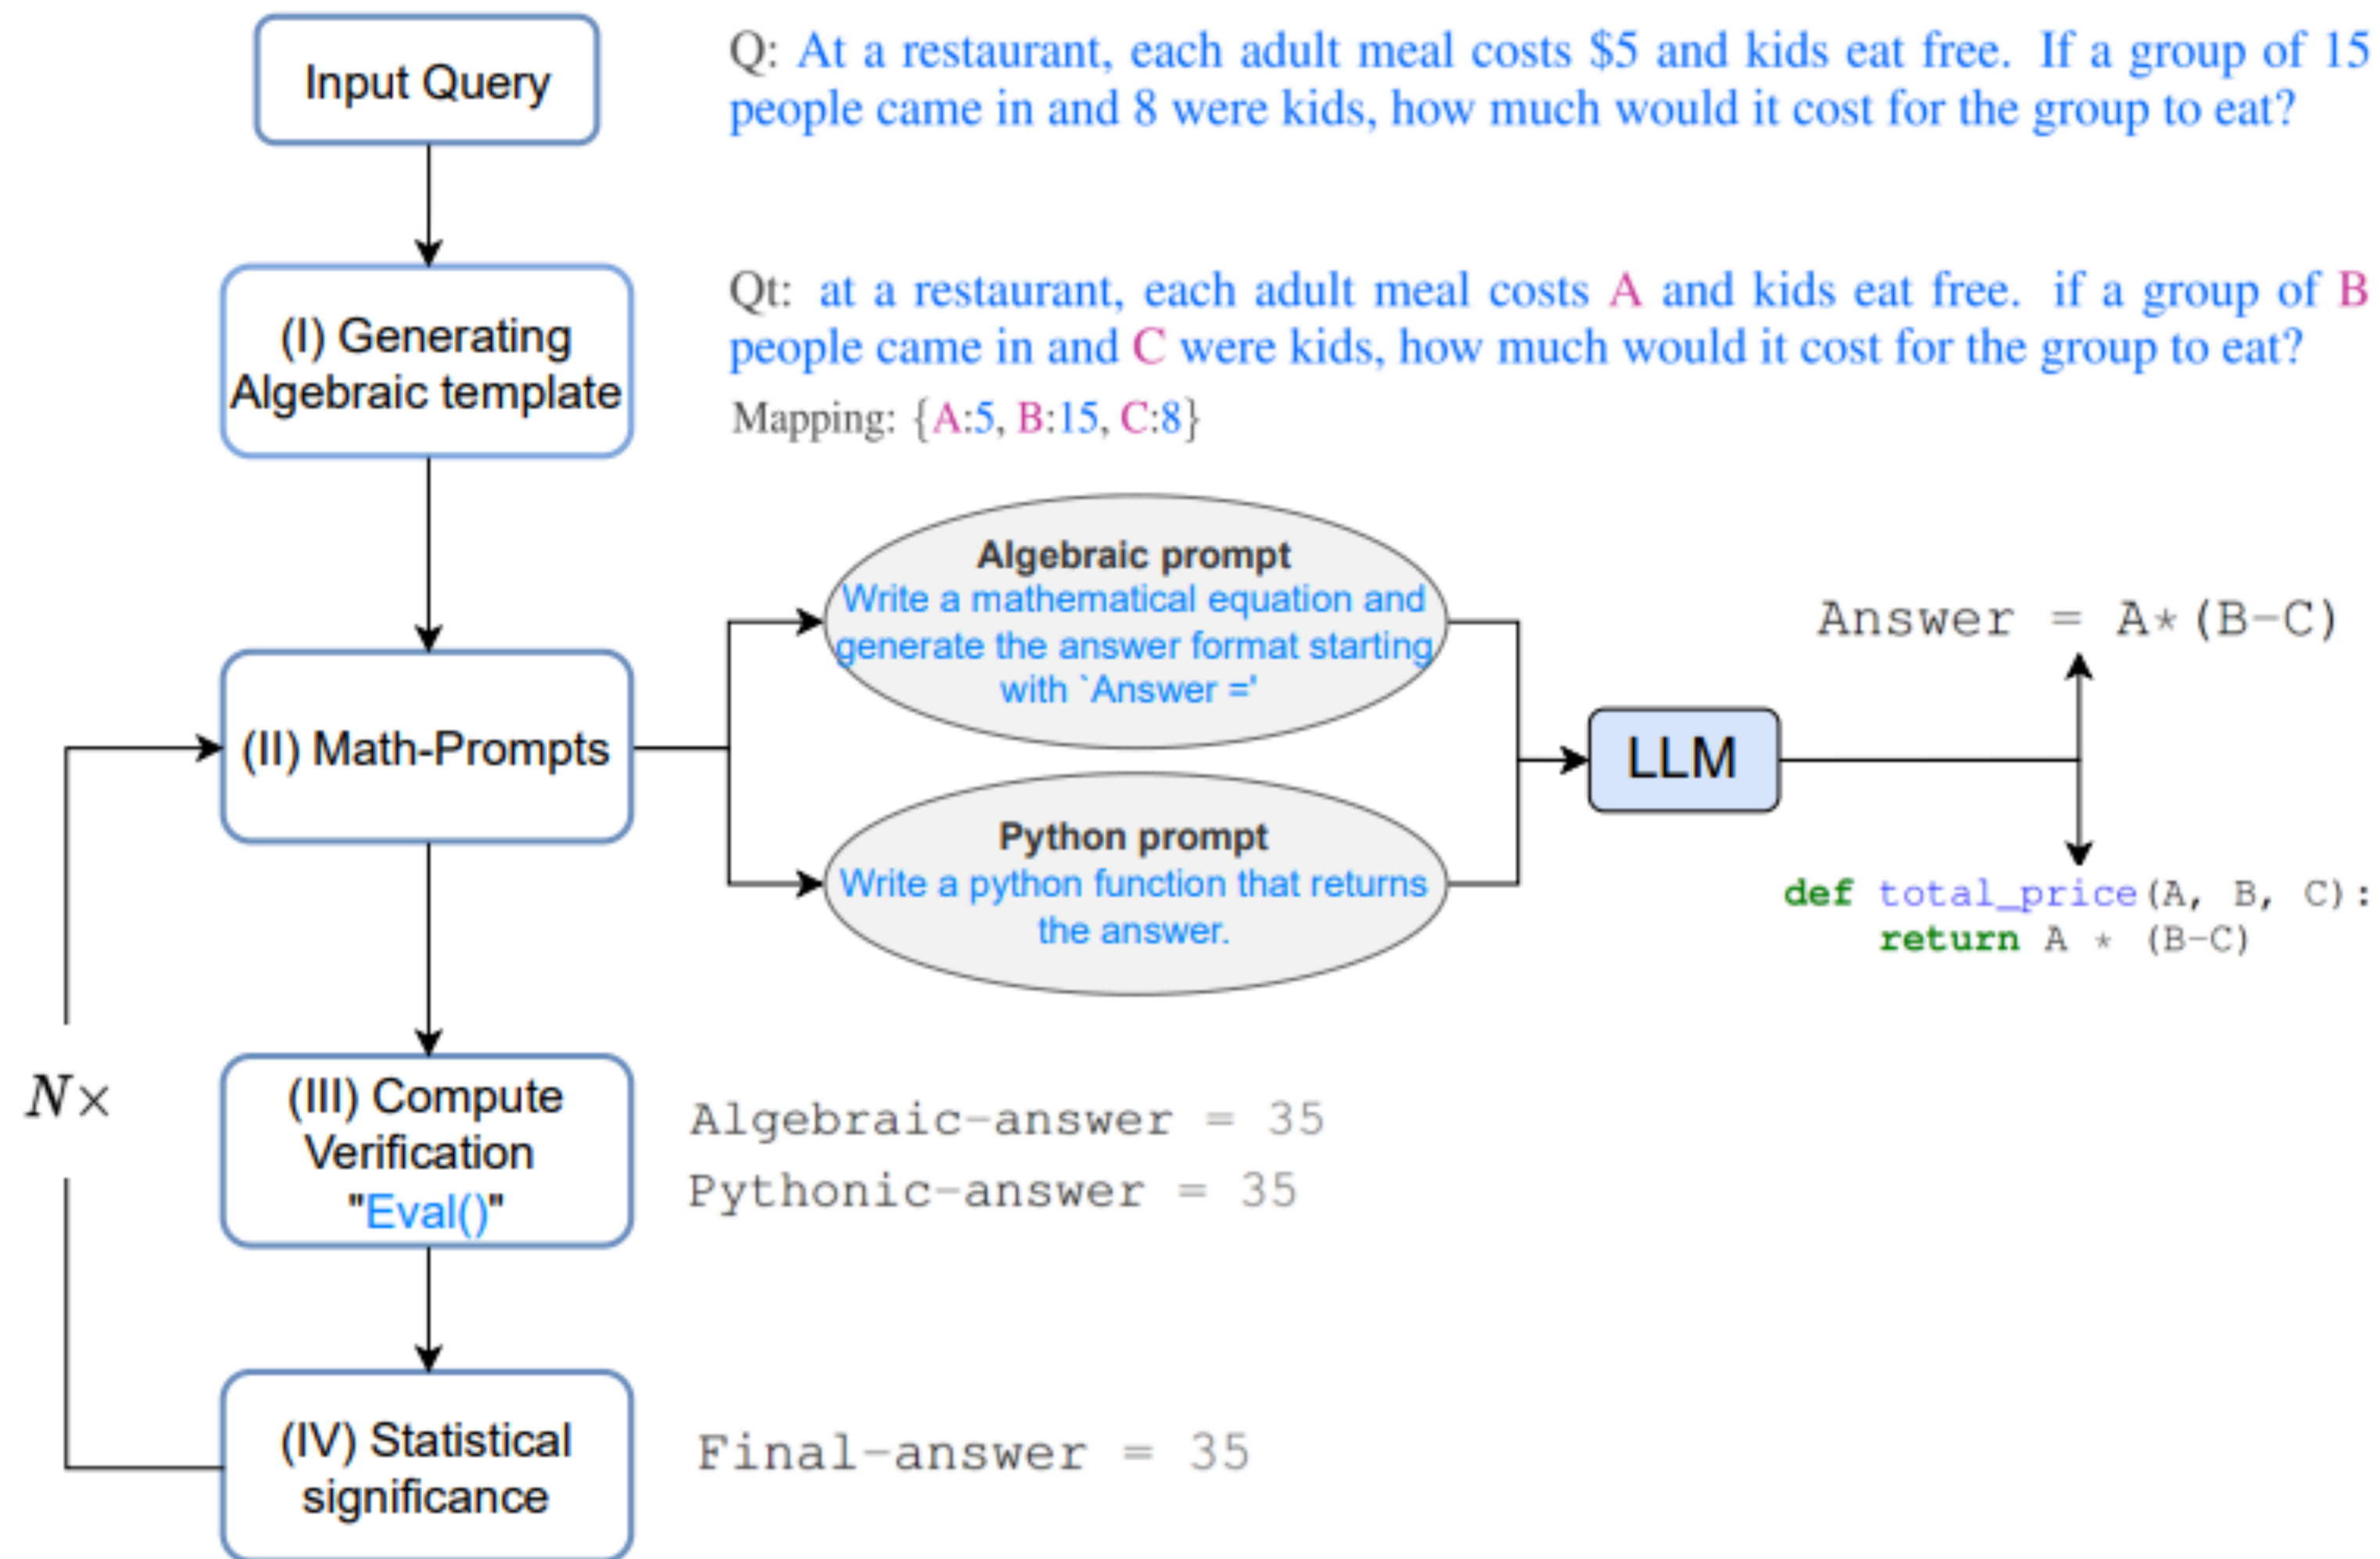 Input Query
Q: At a restaurant, each adult meal costs $5 and kids eat free. If a group of 15
people came in and 8 were kids, how much would it cost for the group to eat?
(I) Generating
Algebraic template
Qt: at a restaurant, each adult meal costs A and kids eat free. if a group of B
people came in and C were kids, how much would it cost for the group to eat?
Mapping: {A:5, B:15, C:8}
(II) Math-Prompts
Algebraic prompt
Write a mathematical equation and
generate the answer format starting
with `Answer ='
Python prompt
Write a python function that returns
the answer.
LLM
Answer = A*(B-C)
def total_price(A, B, C):
return A * (B-C)
N×
(III) Compute
Verification
"Eval()"
Algebraic-answer = 35
Pythonic-answer = 35
(IV) Statistical
significance
Final-answer = 35